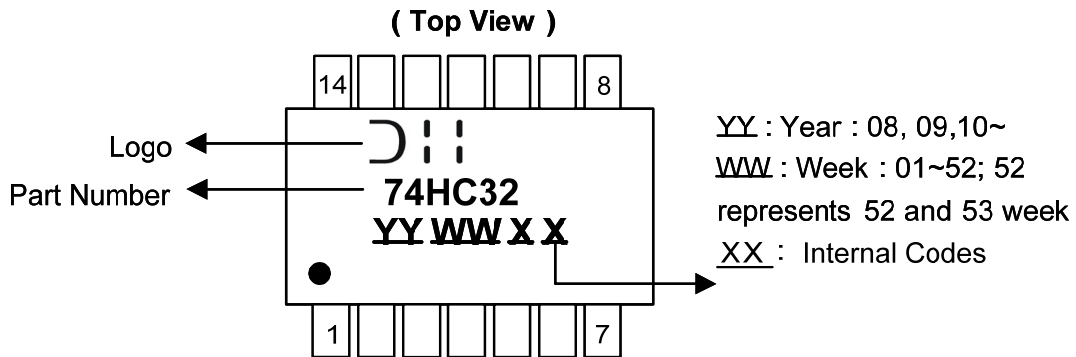 ( Top View )
14
8
Logo
Part Number
74HC32
YY WW X X
YY : Year : 08, 09,10~
WW : Week : 01~52; 52
represents 52 and 53 week
XX : Internal Codes
1
7